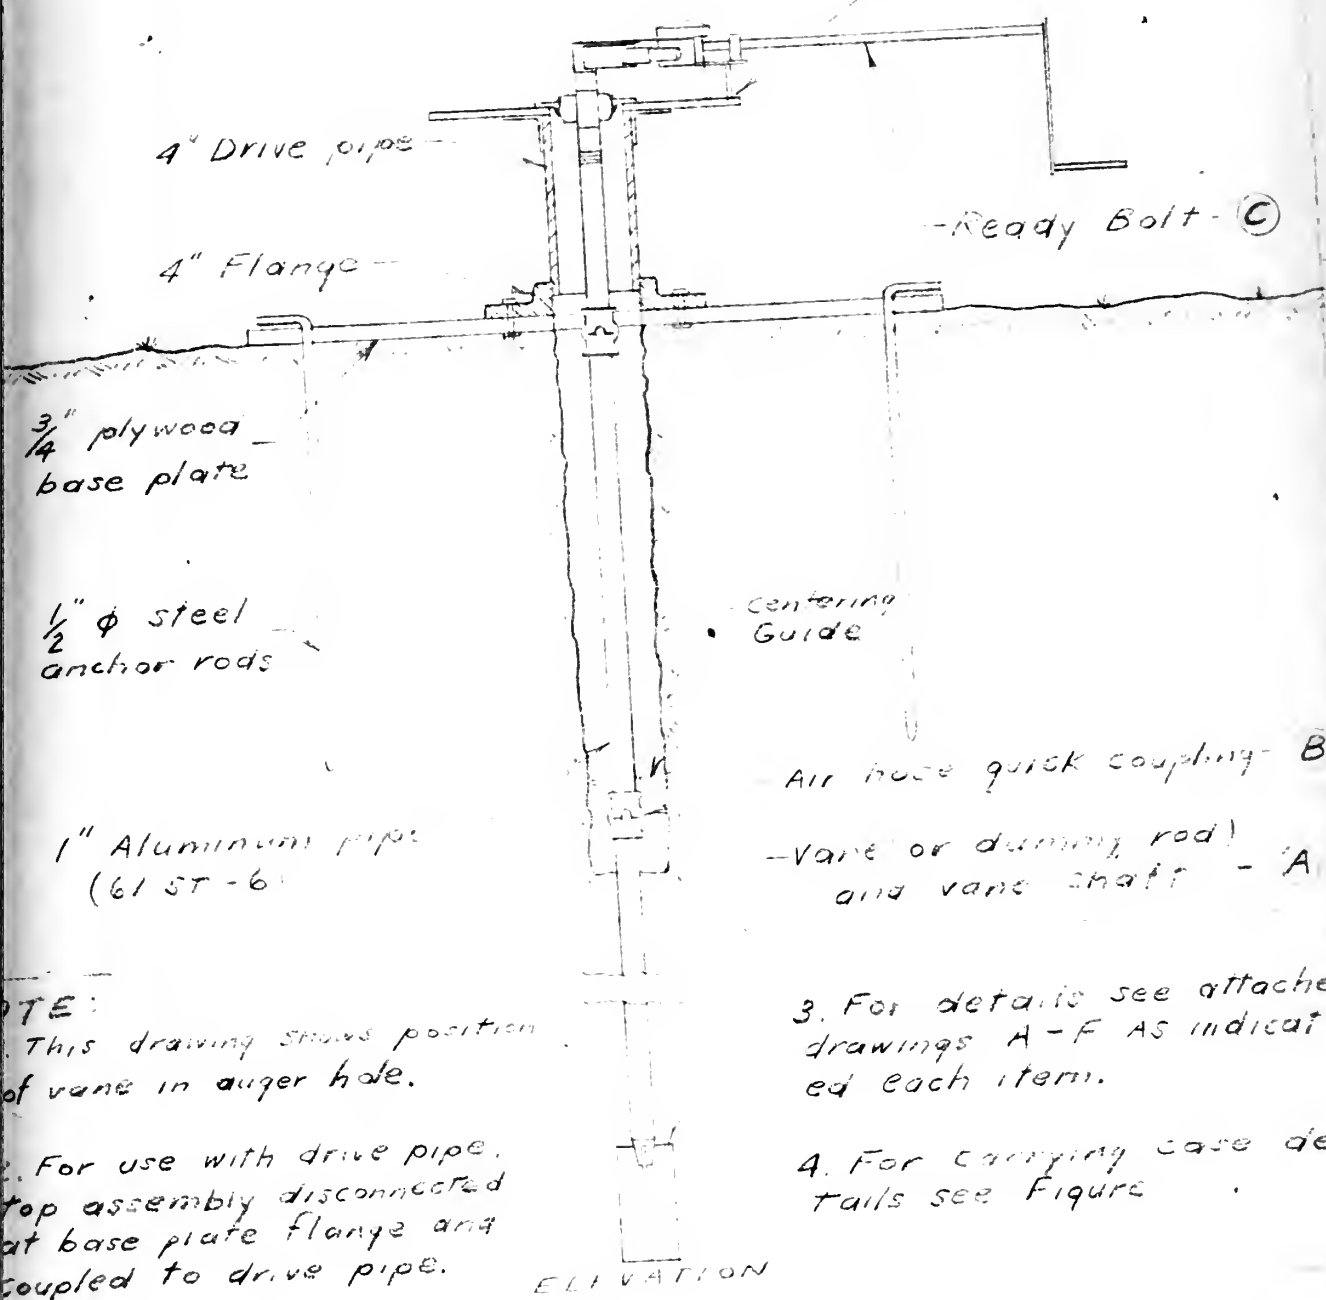 4" Drive pipe
Ready Bolt - C
4" Flange
3/4" plywood
base plate
1/2" ϕ steel
anchor rods
Centering
Guide
Air hose quick coupling - B
1" Aluminum pipe
(61 ST-6
Vane or dummy rod)
and vane shaft - A
OTE:
. This drawing shows position
of vane in auger hole.
. For use with drive pipe.
top assembly disconnected
at base plate flange and
coupled to drive pipe.
3. For details see attache
drawings A-F AS indicat
ed each item.
4. For carrying case de
tails see Figure .
ELEVATION